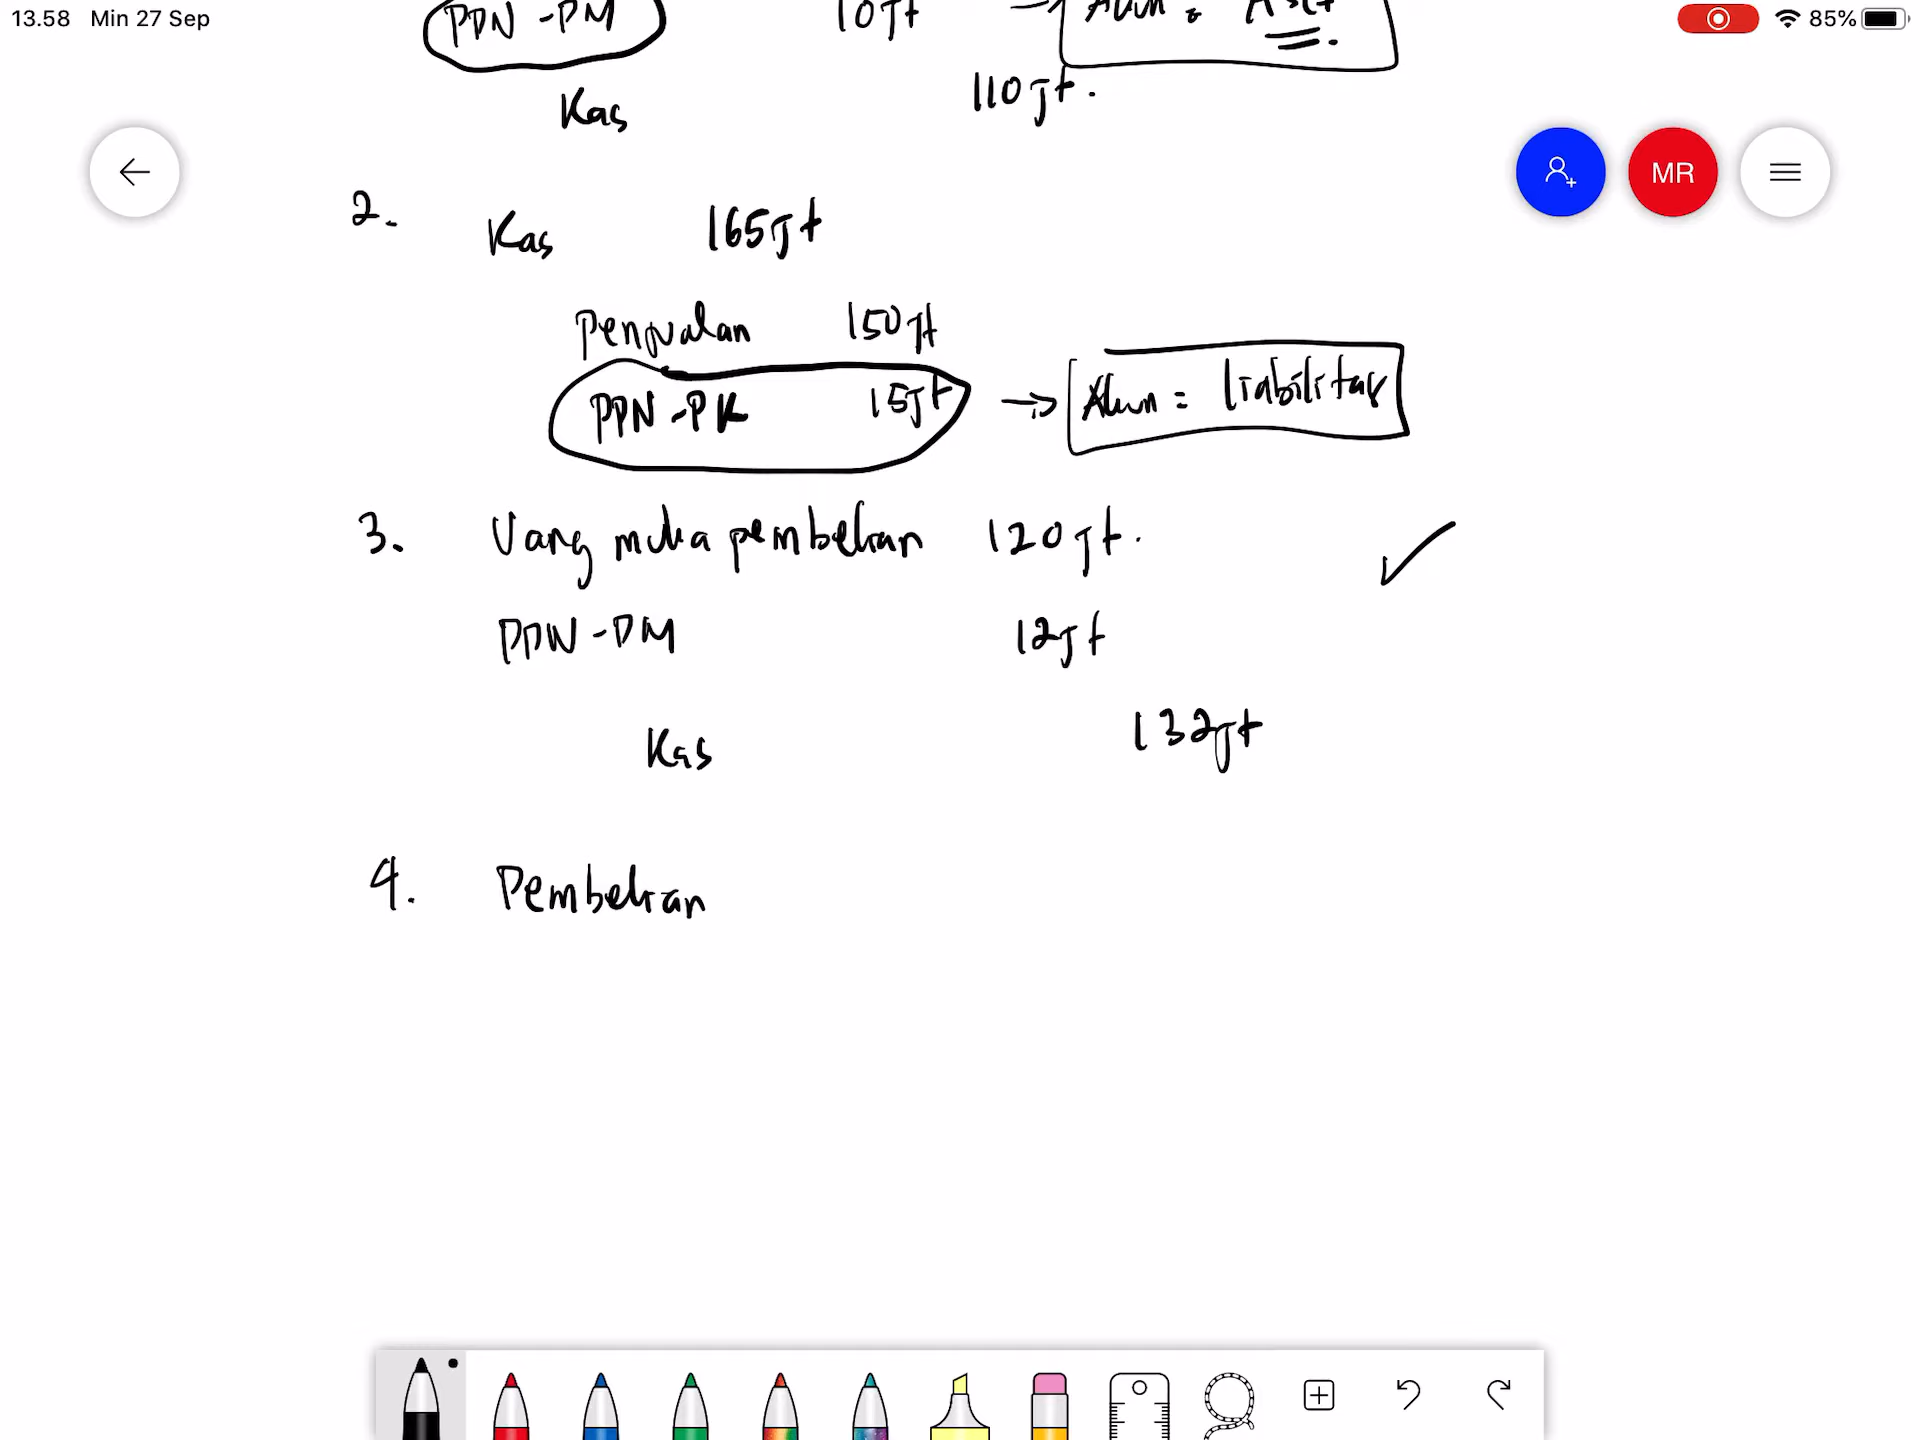 13.58 Min 27 Sep 85%
PPN - PM 10jt → Akun = Aset
Kas 110jt.
MR
2. Kas 165jt
Penjualan 150jt
PPN - PK 15jt → Akun = Liabilitas
3. Uang muka pembelian 120jt.
PPN - PM 12jt
Kas 132jt
4. Pembelian